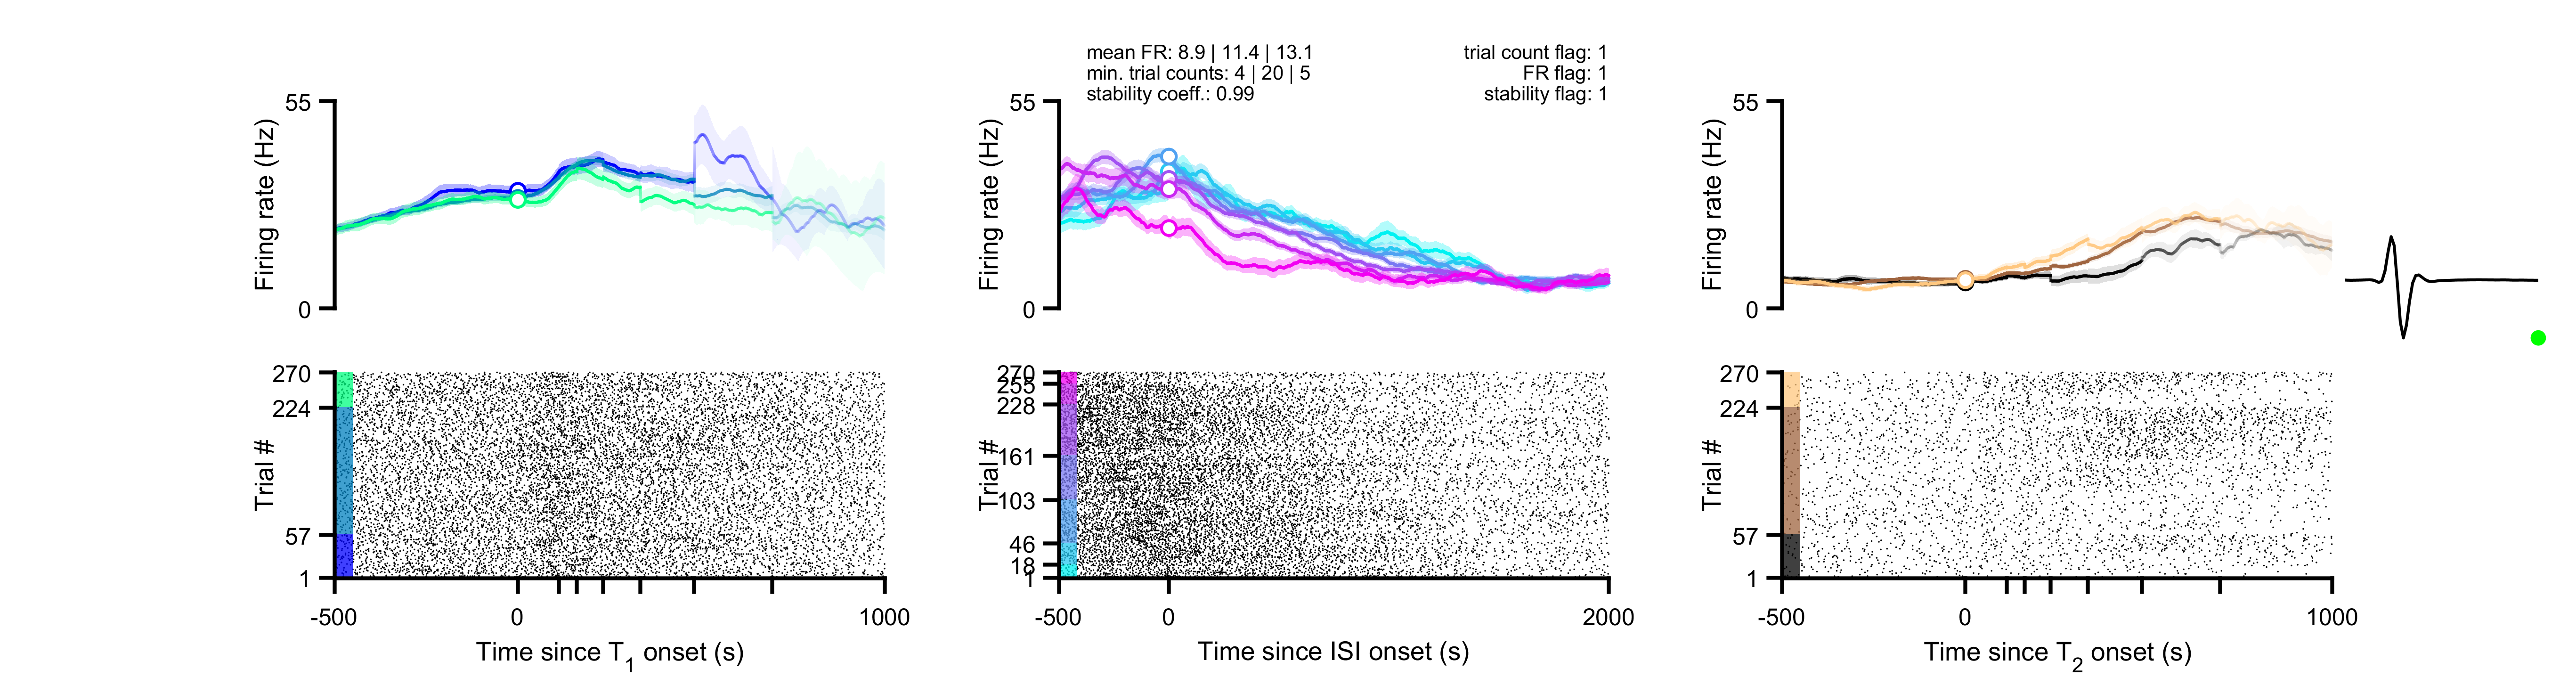 mean FR: 8.9 | 11.4 | 13.1
min. trial counts: 4 | 20 | 5
stability coeff.: 0.99
trial count flag: 1
FR flag: 1
stability flag: 1
55
Firing rate (Hz)
0
55
Firing rate (Hz)
0
55
Firing rate (Hz)
0
270
224
Trial #
57
1
-500
0
1000
Time since T1 onset (s)
270
255
228
Trial #
161
103
46
18
1
-500
0
2000
Time since ISI onset (s)
270
224
Trial #
57
1
-500
0
1000
Time since T2 onset (s)